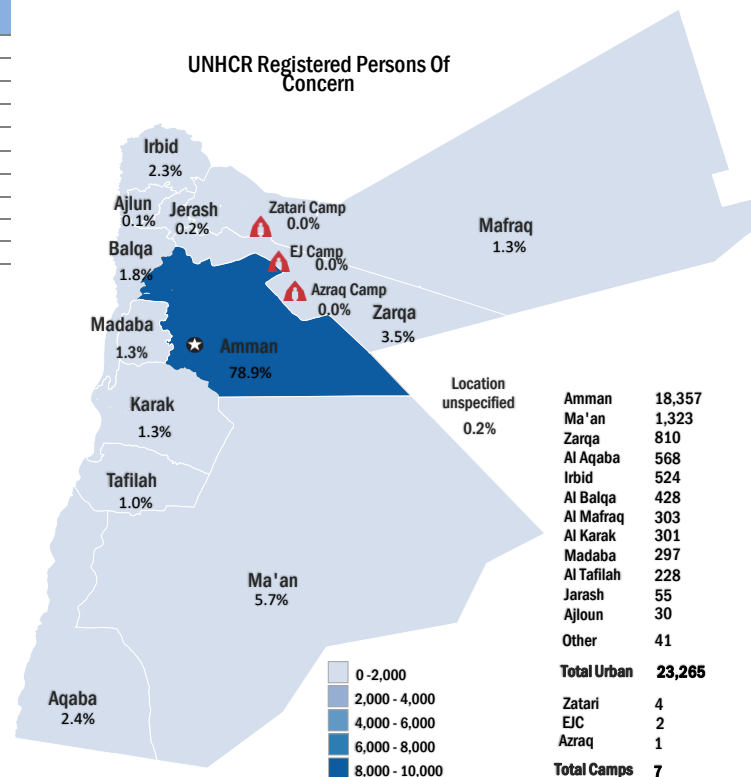 UNHCR Registered Persons Of
Concern
Irbid
2.3%
Ajlun
0.1%
Jerash
0.2%
Zatari Camp
0.0%
Mafraq
1.3%
Balqa
1.8%
EJ Camp
0.0%
Azraq Camp
0.0%
Zarqa
3.5%
Madaba
1.3%
Amman
78.9%
Karak
1.3%
Location
unspecified
0.2%
Tafilah
1.0%
Ma'an
5.7%
Aqaba
2.4%
0 -2,000
2,000 - 4,000
4,000 - 6,000
6,000 - 8,000
8,000 - 10,000
Amman 18,357
Ma'an 1,323
Zarqa 810
Al Aqaba 568
Irbid 524
Al Balqa 428
Al Mafraq 303
Al Karak 301
Madaba 297
Al Tafilah 228
Jarash 55
Ajloun 30
Other 41
Total Urban 23,265
Zatari 4
EJC 2
Azraq 1
Total Camps 7